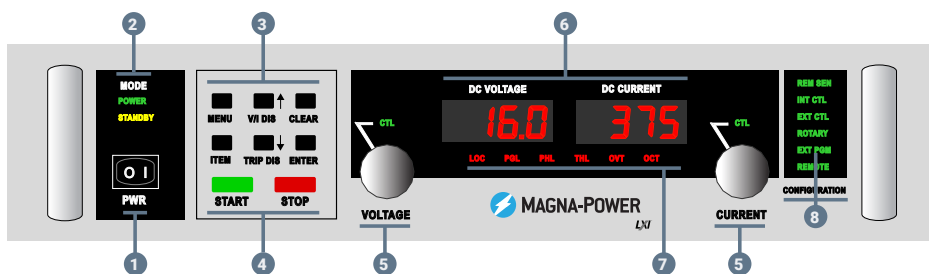 2
3
6
MODE
POWER
STANDBY
O I
PWR
1
MENU
V/I DIS
CLEAR
ITEM
TRIP DIS
ENTER
START
STOP
4
CTL
VOLTAGE
5
DC VOLTAGE
DC CURRENT
16.0
375
LOC PGL PHL THL OVT OCT
MAGNA-POWER
LXI
7
CTL
CURRENT
5
REM SEN
INT CTL
EXT CTL
ROTARY
EXT PGM
REMOTE
CONFIGURATION
8